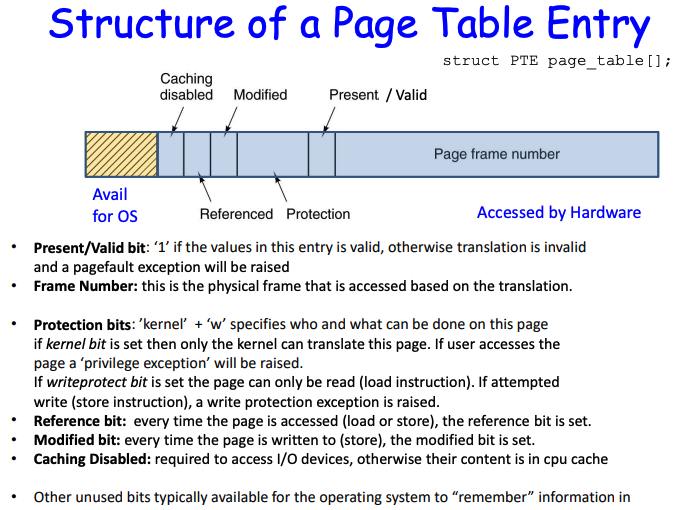 Structure of a Page Table Entry
struct PTE page_table[];
Caching
disabled
Modified
Present / Valid
Page frame number
Avail
for OS
Referenced
Protection
Accessed by Hardware
• Present/Valid bit: ‘1’ if the values in this entry is valid, otherwise translation is invalid
and a pagefault exception will be raised
• Frame Number: this is the physical frame that is accessed based on the translation.
• Protection bits: ’kernel’ + ‘w’ specifies who and what can be done on this page
if kernel bit is set then only the kernel can translate this page. If user accesses the
page a ‘privilege exception’ will be raised.
If writeprotect bit is set the page can only be read (load instruction). If attempted
write (store instruction), a write protection exception is raised.
• Reference bit: every time the page is accessed (load or store), the reference bit is set.
• Modified bit: every time the page is written to (store), the modified bit is set.
• Caching Disabled: required to access I/O devices, otherwise their content is in cpu cache
• Other unused bits typically available for the operating system to “remember” information in